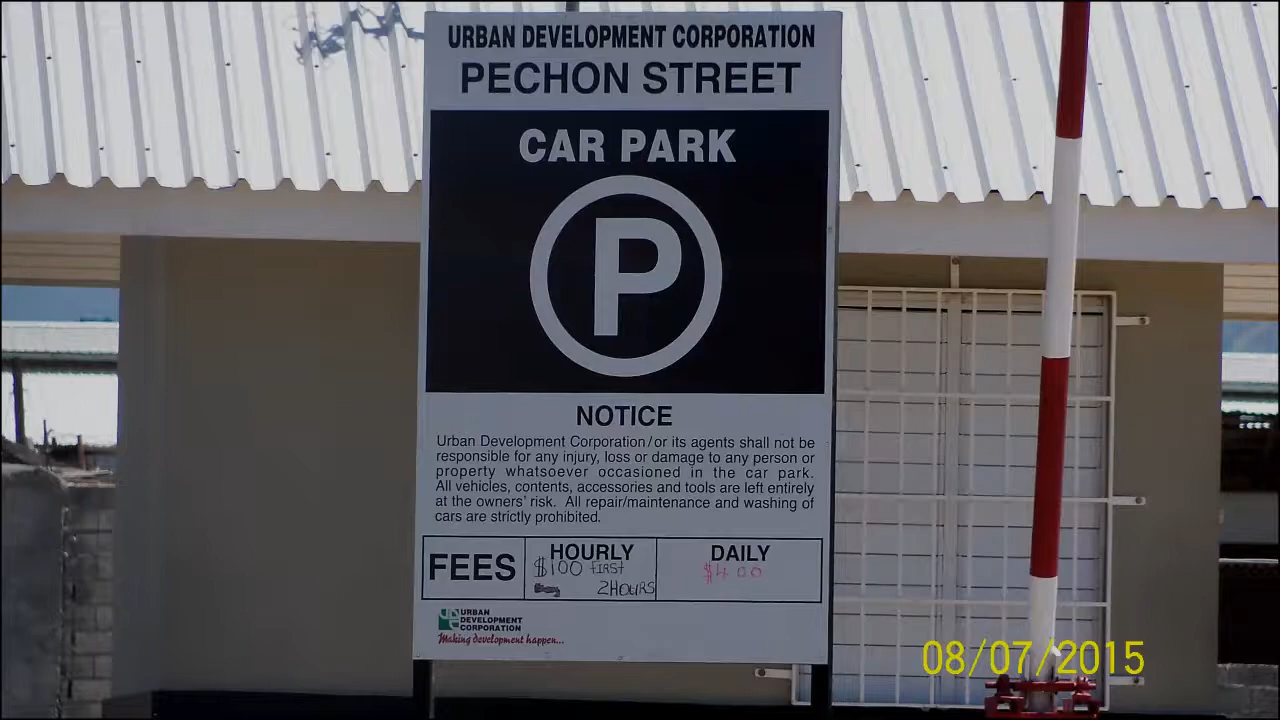 URBAN DEVELOPMENT CORPORATION
PECHON STREET
CAR PARK
P
NOTICE
Urban Development Corporation/or its agents shall not be
responsible for any injury, loss or damage to any person or
property whatsoever occasioned in the car park.
All vehicles, contents, accessories and tools are left entirely
at the owners' risk. All repair/maintenance and washing of
cars are strictly prohibited.
FEES
HOURLY
$100 FIRST
2HOURS
DAILY
$400
URBAN
DEVELOPMENT
CORPORATION
Making development happen...
08/07/2015